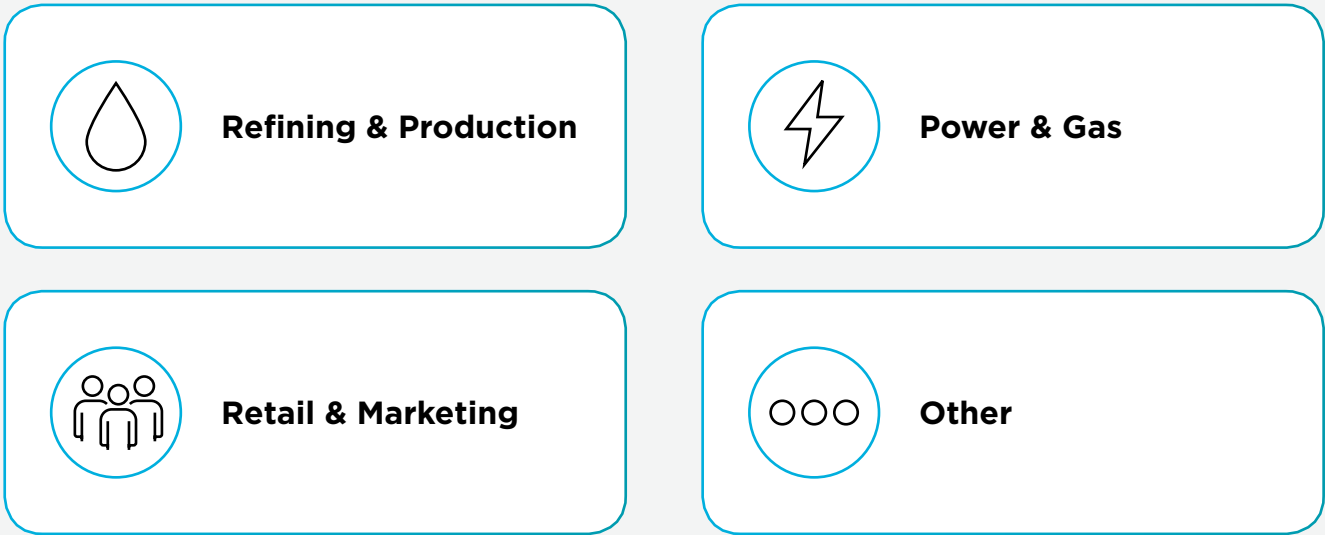 Refining & Production
Power & Gas
Retail & Marketing
Other